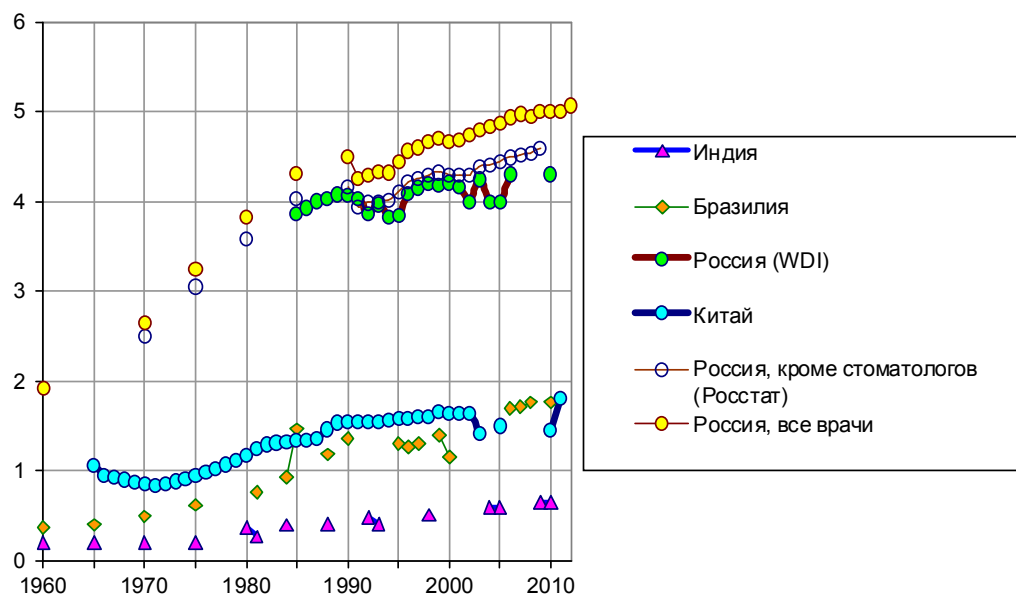 6
5
4
3
2
1
0
1960 1970 1980 1990 2000 2010
Индия
Бразилия
Россия (WDI)
Китай
Россия, кроме стоматологов
(Росстат)
Россия, все врачи